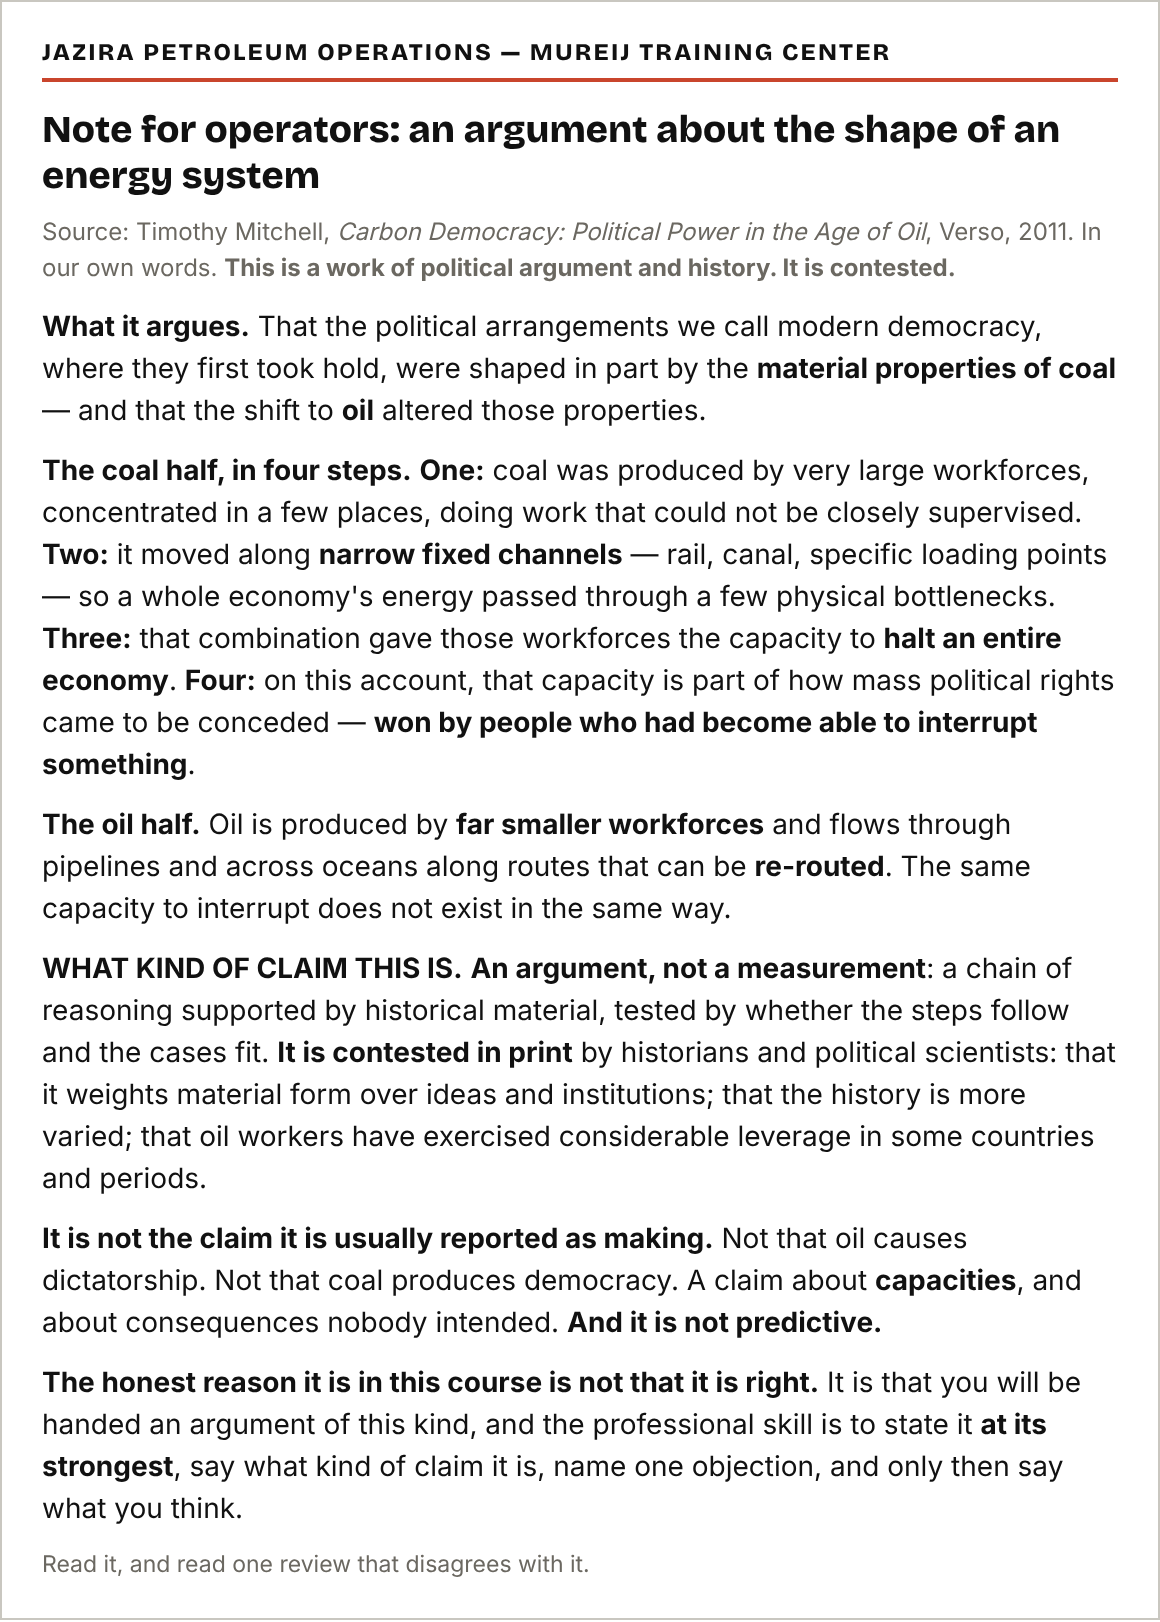 JAZIRA PETROLEUM OPERATIONS — MUREIJ TRAINING CENTER
Note for operators: an argument about the shape of an
energy system
Source: Timothy Mitchell, Carbon Democracy: Political Power in the Age of Oil, Verso, 2011. In
our own words. This is a work of political argument and history. It is contested.
What it argues. That the political arrangements we call modern democracy,
where they first took hold, were shaped in part by the material properties of coal
— and that the shift to oil altered those properties.
The coal half, in four steps. One: coal was produced by very large workforces,
concentrated in a few places, doing work that could not be closely supervised.
Two: it moved along narrow fixed channels — rail, canal, specific loading points
— so a whole economy's energy passed through a few physical bottlenecks.
Three: that combination gave those workforces the capacity to halt an entire
economy. Four: on this account, that capacity is part of how mass political rights
came to be conceded — won by people who had become able to interrupt
something.
The oil half. Oil is produced by far smaller workforces and flows through
pipelines and across oceans along routes that can be re-routed. The same
capacity to interrupt does not exist in the same way.
WHAT KIND OF CLAIM THIS IS. An argument, not a measurement: a chain of
reasoning supported by historical material, tested by whether the steps follow
and the cases fit. It is contested in print by historians and political scientists: that
it weights material form over ideas and institutions; that the history is more
varied; that oil workers have exercised considerable leverage in some countries
and periods.
It is not the claim it is usually reported as making. Not that oil causes
dictatorship. Not that coal produces democracy. A claim about capacities, and
about consequences nobody intended. And it is not predictive.
The honest reason it is in this course is not that it is right. It is that you will be
handed an argument of this kind, and the professional skill is to state it at its
strongest, say what kind of claim it is, name one objection, and only then say
what you think.
Read it, and read one review that disagrees with it.